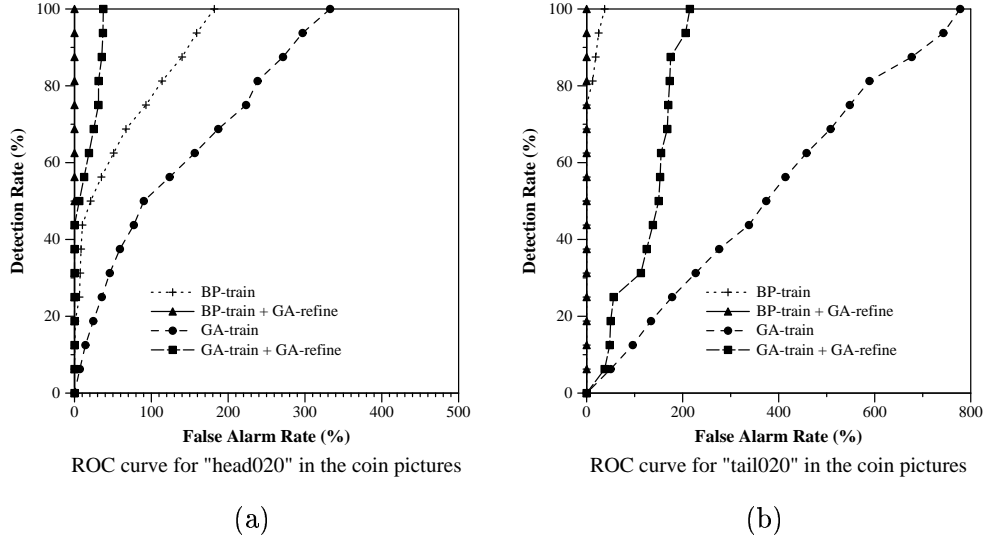 100
80
60
40
20
0
Detection Rate (%)
BP-train
BP-train + GA-refine
GA-train
GA-train + GA-refine
0 100 200 300 400 500
False Alarm Rate (%)
ROC curve for "head020" in the coin pictures
(a)
100
80
60
40
20
0
Detection Rate (%)
BP-train
BP-train + GA-refine
GA-train
GA-train + GA-refine
0 200 400 600 800
False Alarm Rate (%)
ROC curve for "tail020" in the coin pictures
(b)